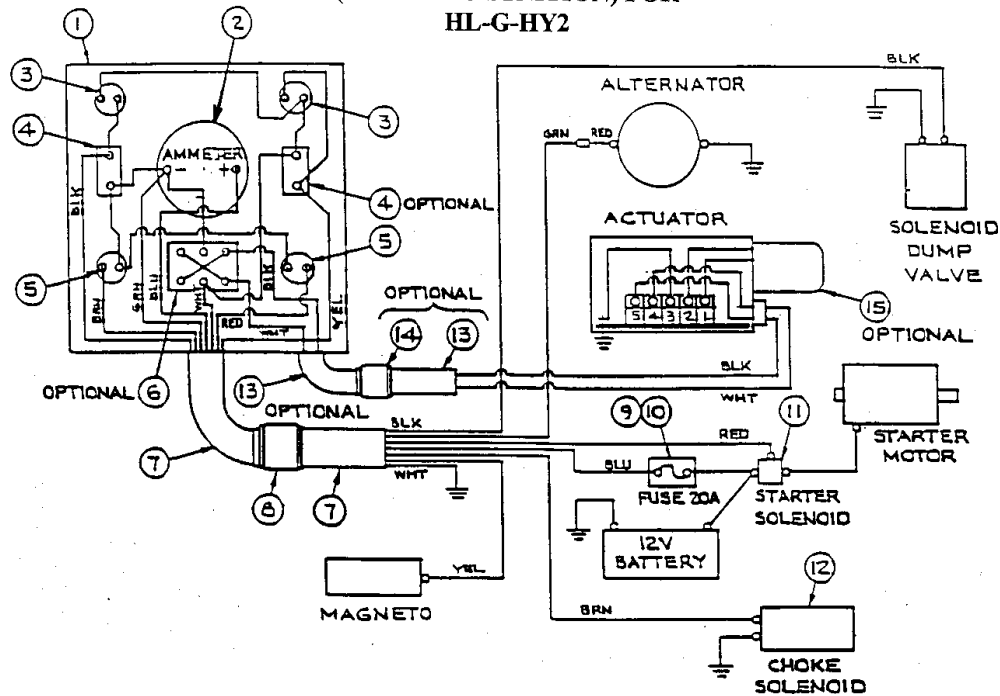 HL-G-HY2
1
2
3
3
4
4 OPTIONAL
AMMETER
- +
BLK
BRN
GRN
BLU
WHT
RED
BLK
WHT
YEL
5
5
OPTIONAL 6
OPTIONAL
14
13
13
OPTIONAL
7
8
7
BLK
ALTERNATOR
GRN
RED
SOLENOID
DUMP
VALVE
ACTUATOR
5 4 3 2 1
15
OPTIONAL
BLK
WHT
BLK
WHT
RED
BLU
9 10
FUSE 20A
11
STARTER
SOLENOID
STARTER
MOTOR
12V
BATTERY
YEL
MAGNETO
BRN
12
CHOKE
SOLENOID